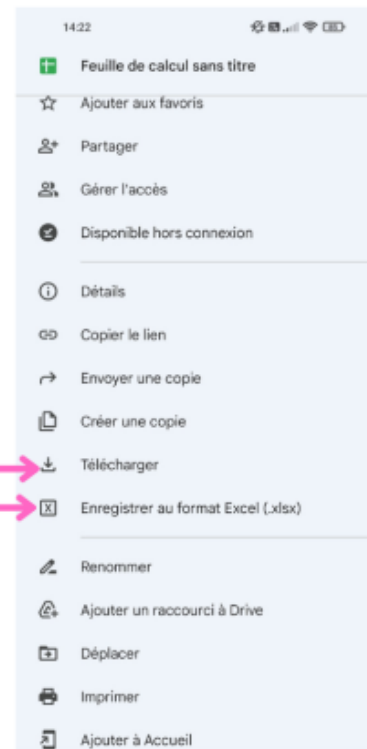 14:22
Feuille de calcul sans titre
Ajouter aux favoris
Partager
Gérer l'accès
Disponible hors connexion
Détails
Copier le lien
Envoyer une copie
Créer une copie
Télécharger
Enregistrer au format Excel (.xlsx)
Renommer
Ajouter un raccourci à Drive
Déplacer
Imprimer
Ajouter à Accueil